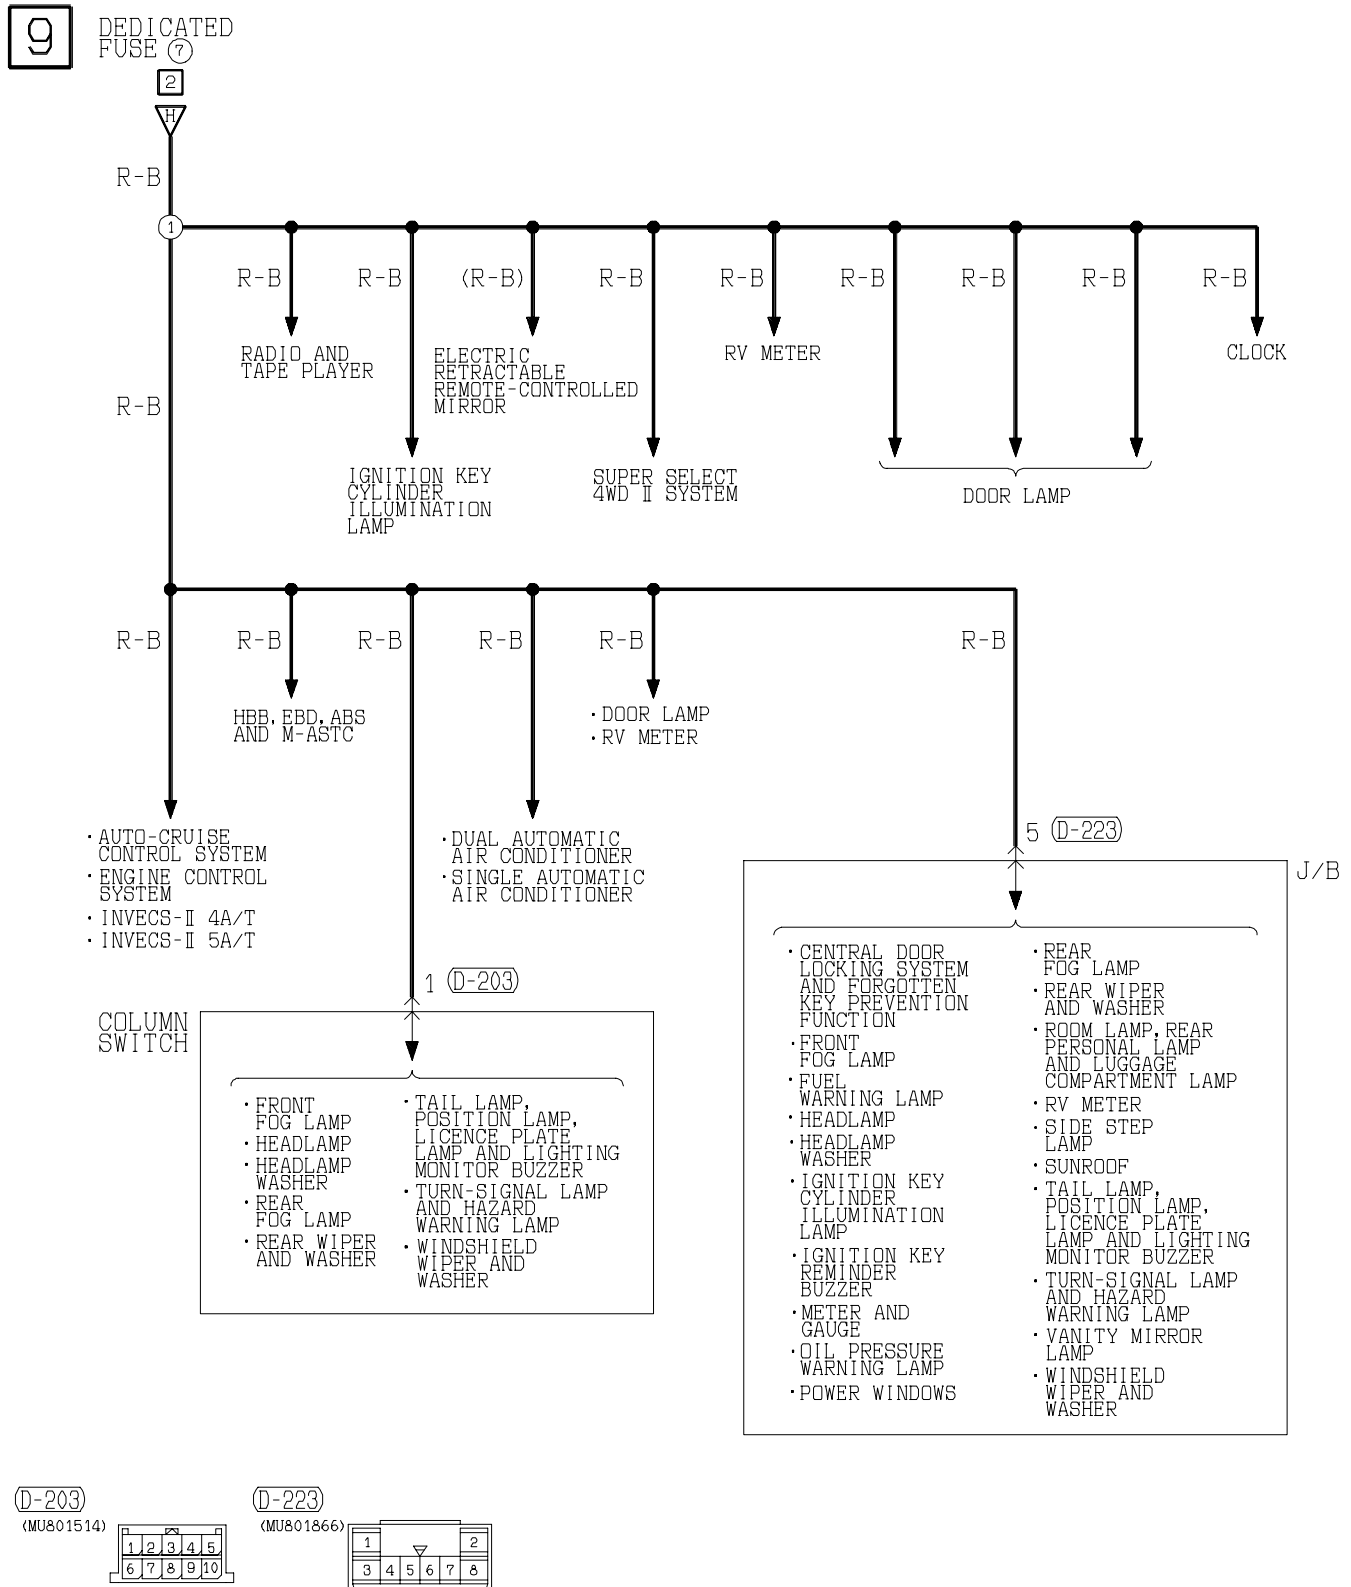 9
DEDICATED
FUSE ⑦
2
H
R-B
①
R-B
R-B
(R-B)
R-B
R-B
R-B
R-B
R-B
R-B
RADIO AND
TAPE PLAYER
ELECTRIC
RETRACTABLE
REMOTE-CONTROLLED
MIRROR
RV METER
CLOCK
R-B
IGNITION KEY
CYLINDER
ILLUMINATION
LAMP
SUPER SELECT
4WD Ⅱ SYSTEM
DOOR LAMP
R-B
R-B
R-B
R-B
R-B
R-B
HBB, EBD, ABS
AND M-ASTC
・DOOR LAMP
・RV METER
・AUTO-CRUISE
CONTROL SYSTEM
・ENGINE CONTROL
SYSTEM
・INVECS-Ⅱ 4A/T
・INVECS-Ⅱ 5A/T
・DUAL AUTOMATIC
AIR CONDITIONER
・SINGLE AUTOMATIC
AIR CONDITIONER
5 (D-223)
J/B
1 (D-203)
COLUMN
SWITCH
・FRONT
FOG LAMP
・HEADLAMP
・HEADLAMP
WASHER
・REAR
FOG LAMP
・REAR WIPER
AND WASHER
・TAIL LAMP,
POSITION LAMP,
LICENCE PLATE
LAMP AND LIGHTING
MONITOR BUZZER
・TURN-SIGNAL LAMP
AND HAZARD
WARNING LAMP
・WINDSHIELD
WIPER AND
WASHER
・CENTRAL DOOR
LOCKING SYSTEM
AND FORGOTTEN
KEY PREVENTION
FUNCTION
・FRONT
FOG LAMP
・FUEL
WARNING LAMP
・HEADLAMP
・HEADLAMP
WASHER
・IGNITION KEY
CYLINDER
ILLUMINATION
LAMP
・IGNITION KEY
REMINDER
BUZZER
・METER AND
GAUGE
・OIL PRESSURE
WARNING LAMP
・POWER WINDOWS
・REAR
FOG LAMP
・REAR WIPER
AND WASHER
・ROOM LAMP, REAR
PERSONAL LAMP
AND LUGGAGE
COMPARTMENT LAMP
・RV METER
・SIDE STEP
LAMP
・SUNROOF
・TAIL LAMP,
POSITION LAMP,
LICENCE PLATE
LAMP AND LIGHTING
MONITOR BUZZER
・TURN-SIGNAL LAMP
AND HAZARD
WARNING LAMP
・VANITY MIRROR
LAMP
・WINDSHIELD
WIPER AND
WASHER
(D-203)
(MU801514)
1 2 3 4 5
6 7 8 9 10
(D-223)
(MU801866)
1 2
3 4 5 6 7 8